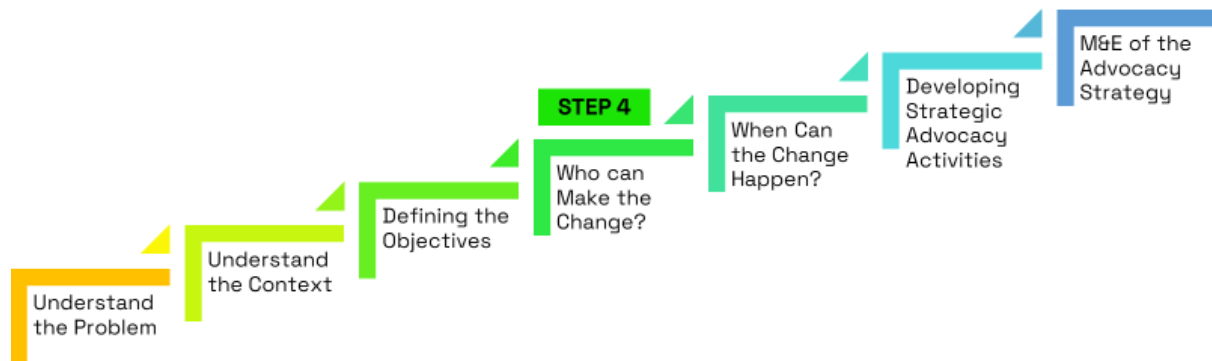 Understand
the Problem
Understand
the Context
Defining the
Objectives
STEP 4
Who can
Make the
Change?
When Can
the Change
Happen?
Developing
Strategic
Advocacy
Activities
M&E of the
Advocacy
Strategy